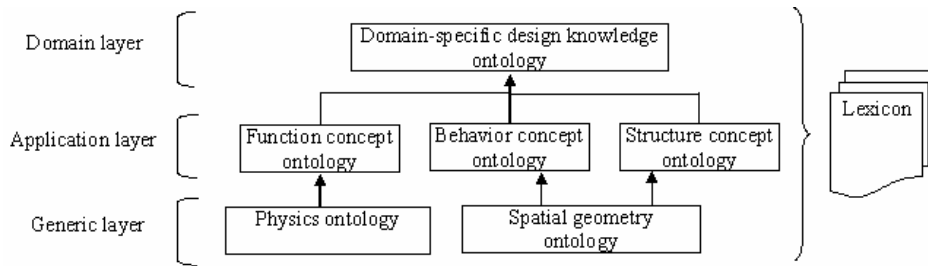 Domain layer
Domain-specific design knowledge
ontology
Lexicon
Application layer
Function concept
ontology
Behavior concept
ontology
Structure concept
ontology
Generic layer
Physics ontology
Spatial geometry
ontology